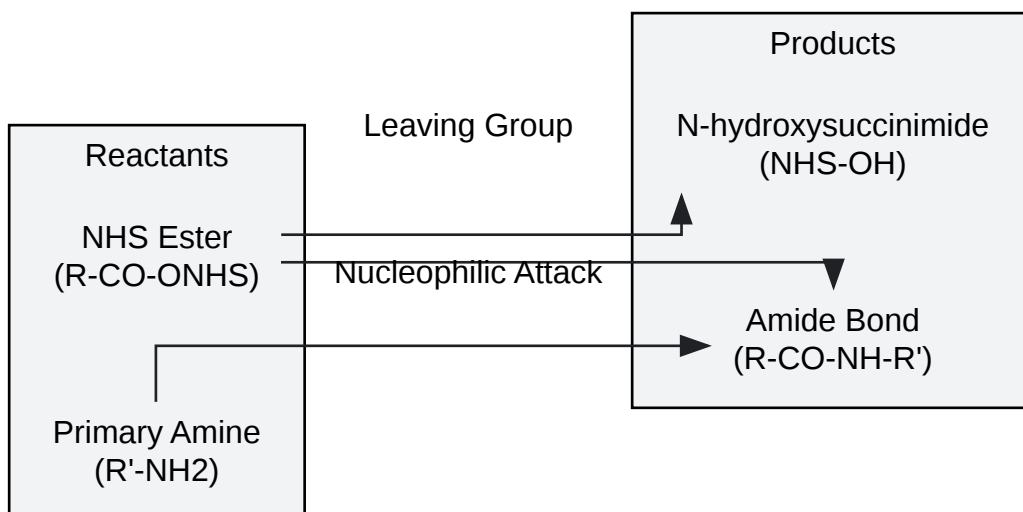 Reactants
NHS Ester
(R-CO-ONHS)
Primary Amine
(R'-NH2)
Leaving Group
Nucleophilic Attack
Products
N-hydroxysuccinimide
(NHS-OH)
Amide Bond
(R-CO-NH-R')